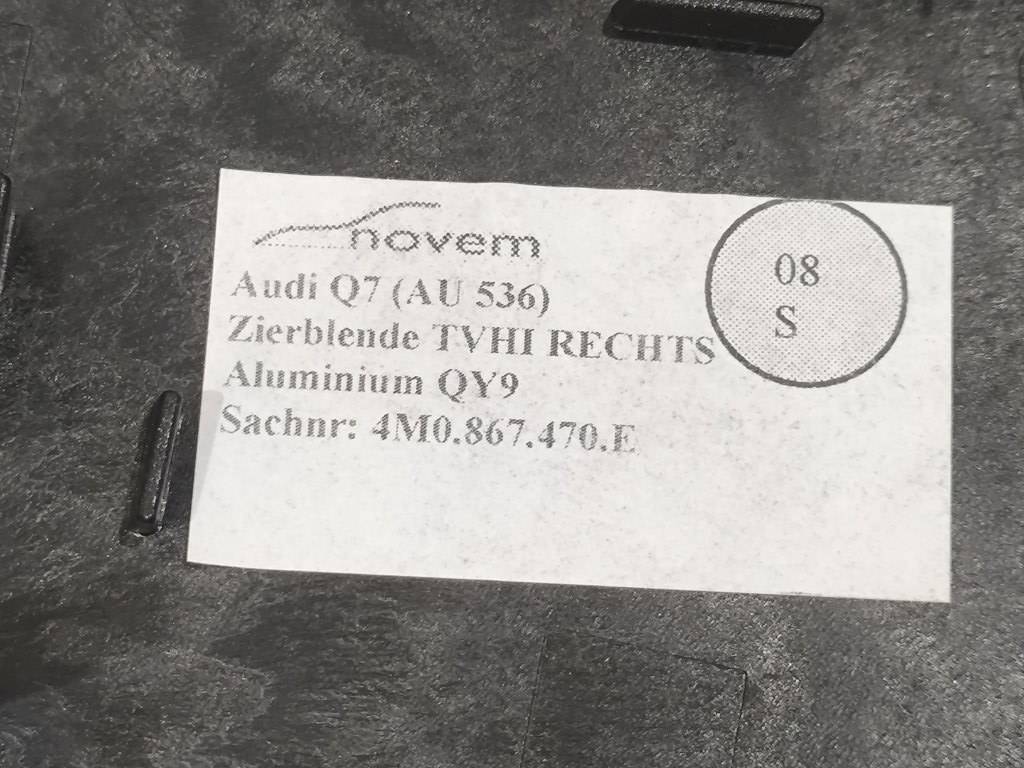 novem
Audi Q7 (AU 536)
Zierblende TVHI RECHTS
Aluminium QY9
Sachnr: 4M0.867.470.E
08
S